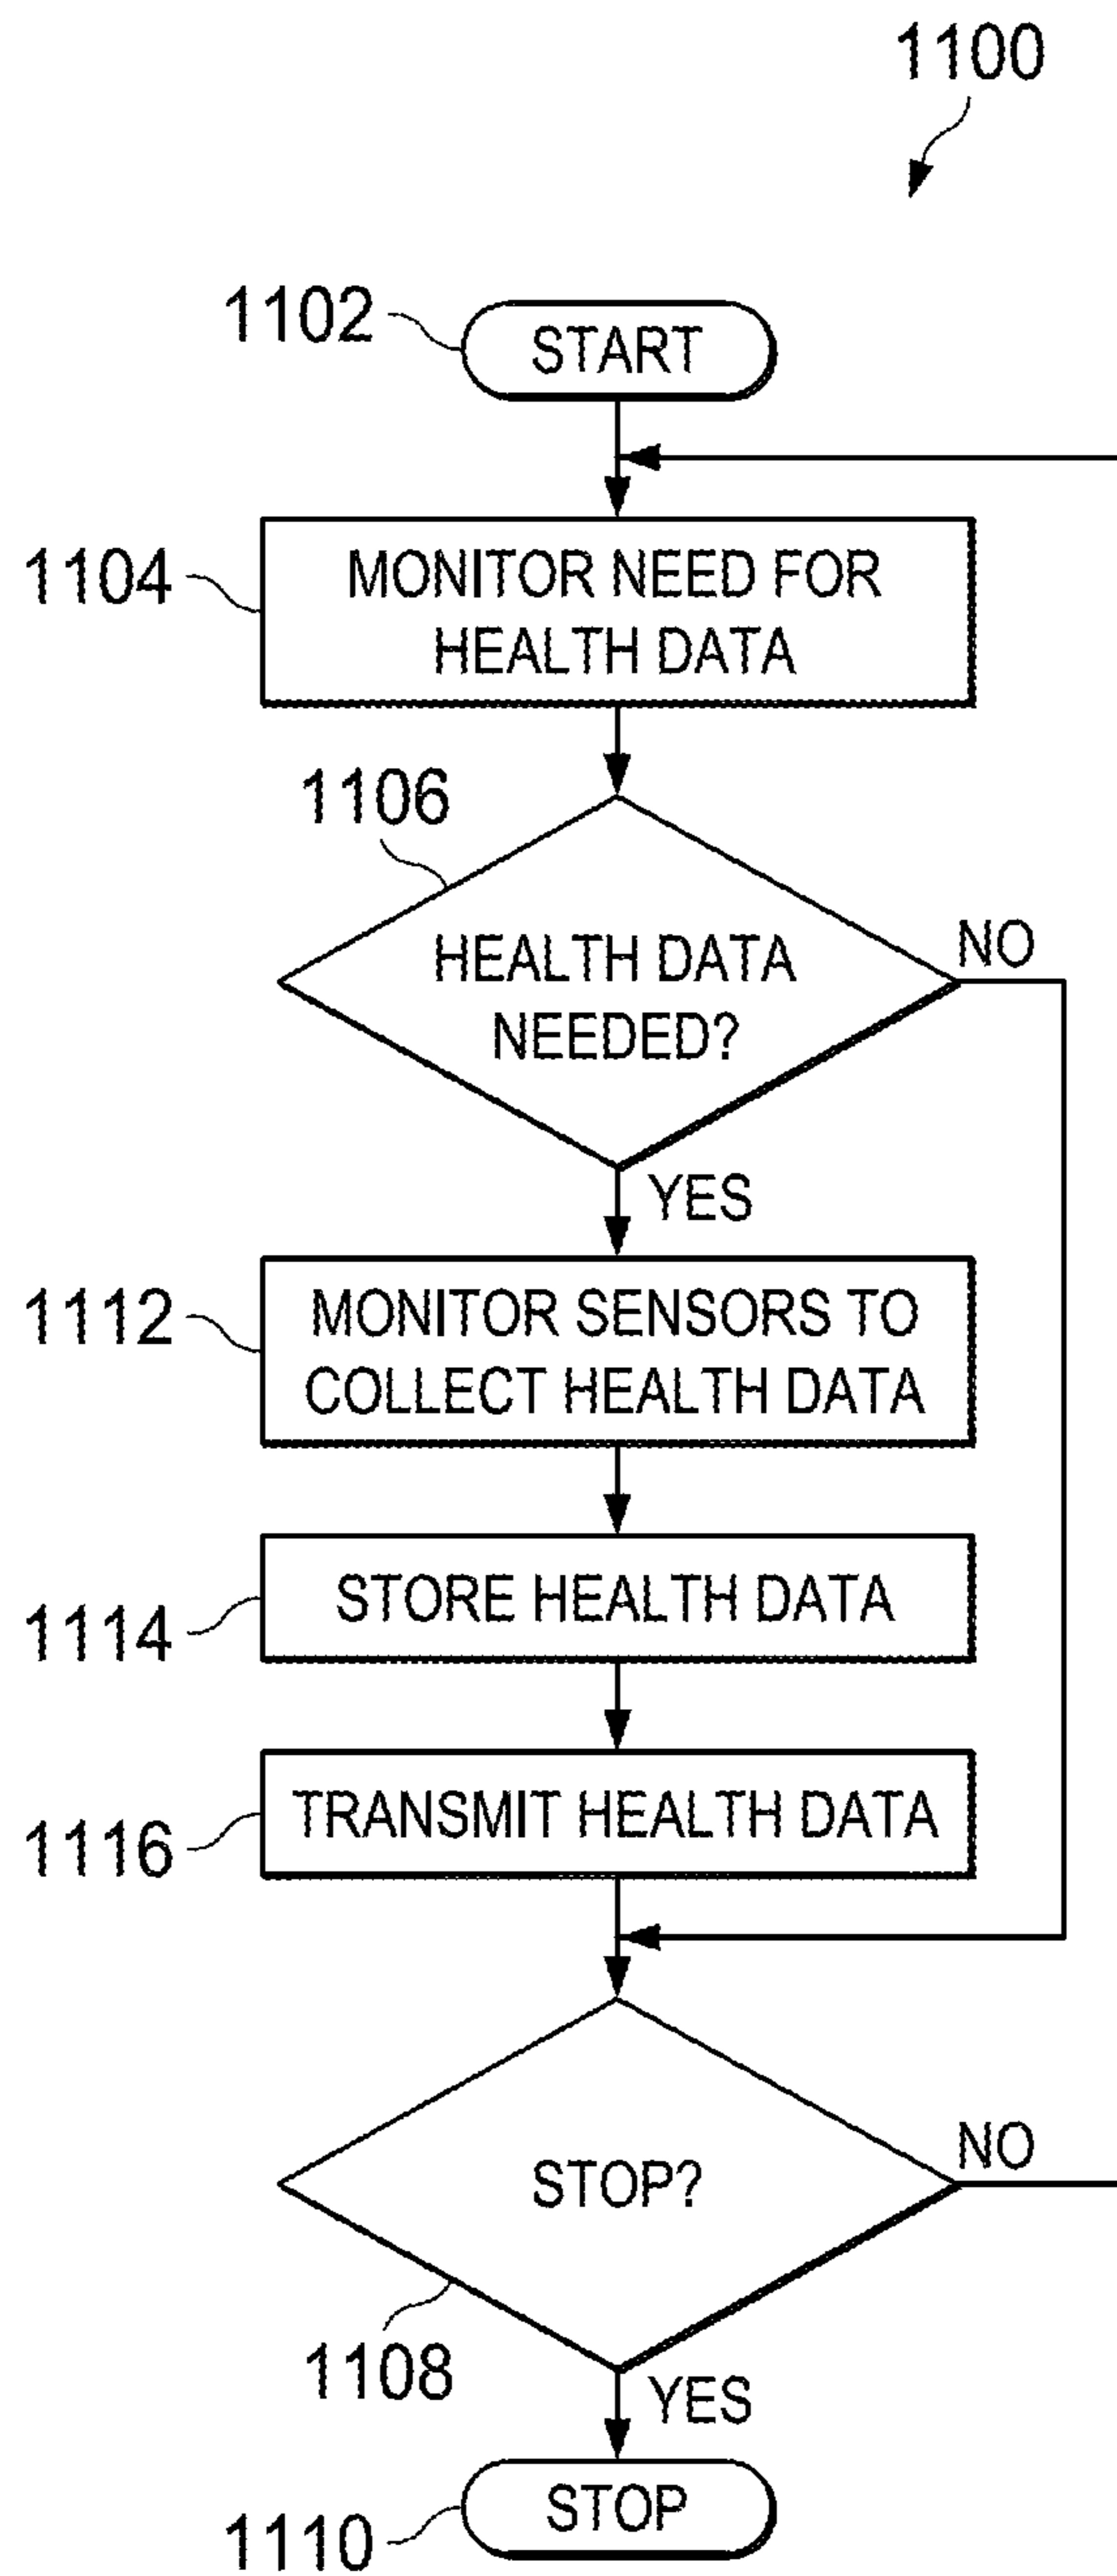 1100
1102
START
1104
MONITOR NEED FOR
HEALTH DATA
1106
HEALTH DATA
NEEDED?
NO
YES
1112
MONITOR SENSORS TO
COLLECT HEALTH DATA
1114
STORE HEALTH DATA
1116
TRANSMIT HEALTH DATA
STOP?
NO
1108
YES
STOP
1110